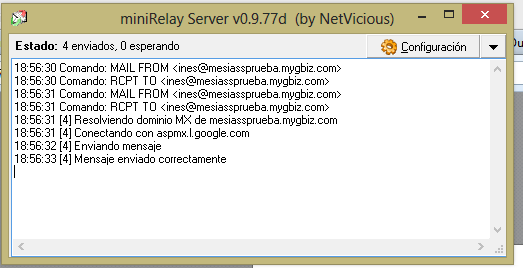 miniRelay Server v0.9.77d (by NetVicious)
Estado: 4 enviados, 0 esperando
Configuración
18:56:30 Comando: MAIL FROM <ines@mesiassprueba.mygbiz.com>
18:56:30 Comando: RCPT TO <ines@mesiassprueba.mygbiz.com>
18:56:31 Comando: MAIL FROM <ines@mesiassprueba.mygbiz.com>
18:56:31 Comando: RCPT TO <ines@mesiassprueba.mygbiz.com>
18:56:31 [4] Resolviendo dominio MX de mesiassprueba.mygbiz.com
18:56:31 [4] Conectando con aspmx.l.google.com
18:56:32 [4] Enviando mensaje
18:56:33 [4] Mensaje enviado correctamente